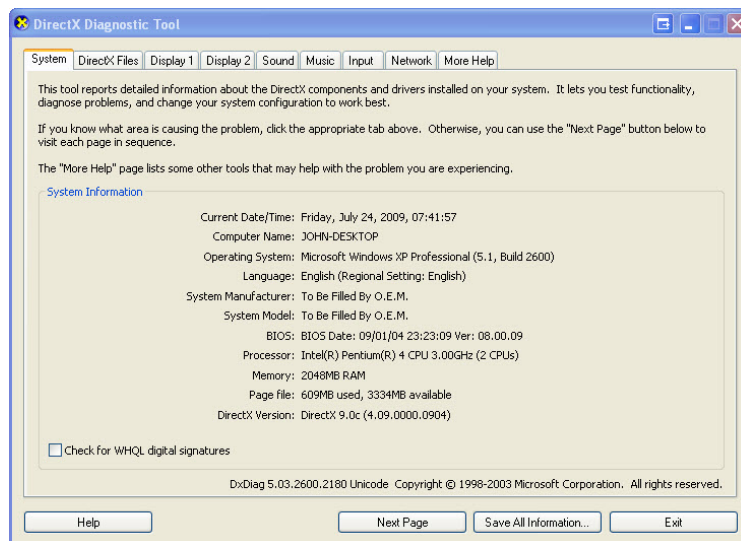 DirectX Diagnostic Tool
System DirectX Files Display 1 Display 2 Sound Music Input Network More Help
This tool reports detailed information about the DirectX components and drivers installed on your system. It lets you test functionality,
diagnose problems, and change your system configuration to work best.
If you know what area is causing the problem, click the appropriate tab above. Otherwise, you can use the "Next Page" button below to
visit each page in sequence.
The "More Help" page lists some other tools that may help with the problem you are experiencing.
System Information
Current Date/Time: Friday, July 24, 2009, 07:41:57
Computer Name: JOHN-DESKTOP
Operating System: Microsoft Windows XP Professional (5.1, Build 2600)
Language: English (Regional Setting: English)
System Manufacturer: To Be Filled By O.E.M.
System Model: To Be Filled By O.E.M.
BIOS: BIOS Date: 09/01/04 23:23:09 Ver: 08.00.09
Processor: Intel(R) Pentium(R) 4 CPU 3.00GHz (2 CPUs)
Memory: 2048MB RAM
Page file: 609MB used, 3334MB available
DirectX Version: DirectX 9.0c (4.09.0000.0904)
Check for WHQL digital signatures
DxDiag 5.03.2600.2180 Unicode Copyright © 1998-2003 Microsoft Corporation. All rights reserved.
Help Next Page Save All Information... Exit